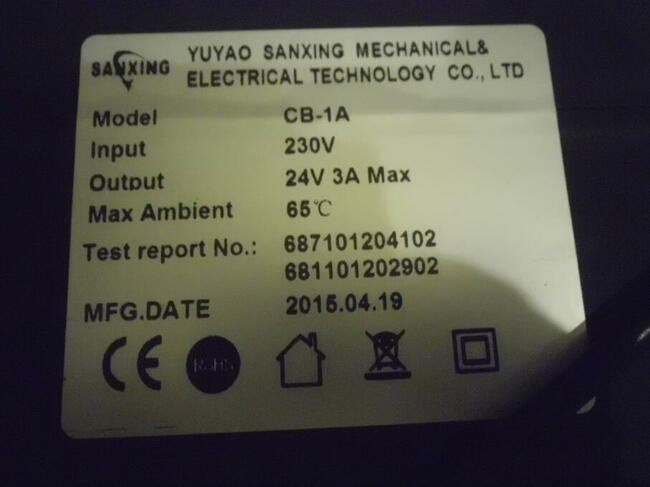 SANXING
YUYAO SANXING MECHANICAL&
ELECTRICAL TECHNOLOGY CO., LTD
Model CB-1A
Input 230V
Output 24V 3A Max
Max Ambient 65℃
Test report No.: 687101204102
681101202902
MFG.DATE 2015.04.19
CE RoHS